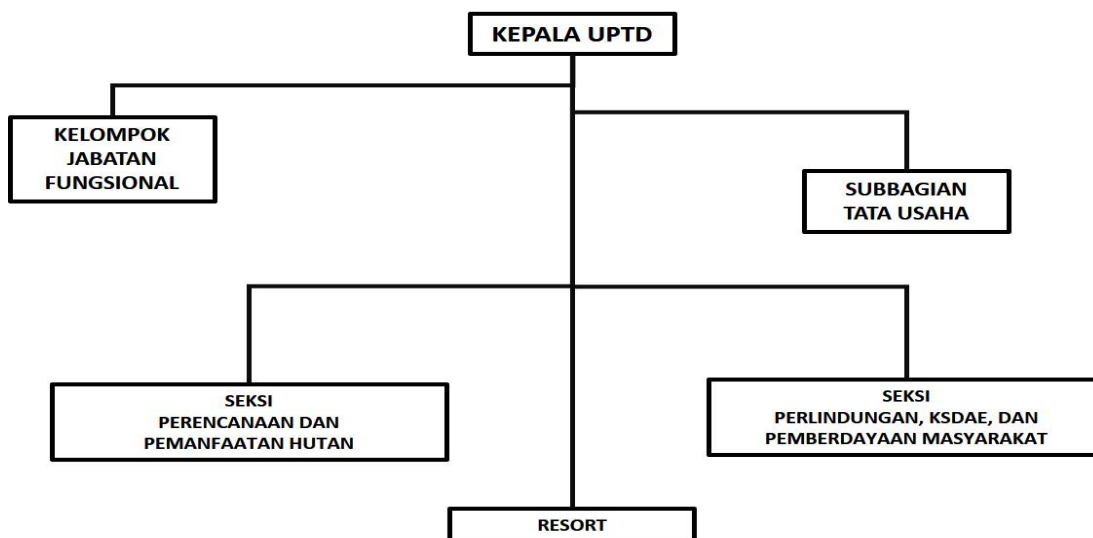 KEPALA UPTD
KELOMPOK
JABATAN
FUNGSIONAL
SUBBAGIAN
TATA USAHA
SEKSI
PERENCANAAN DAN
PEMANFAATAN HUTAN
SEKSI
PERLINDUNGAN, KSDAE, DAN
PEMBERDAYAAN MASYARAKAT
RESORT